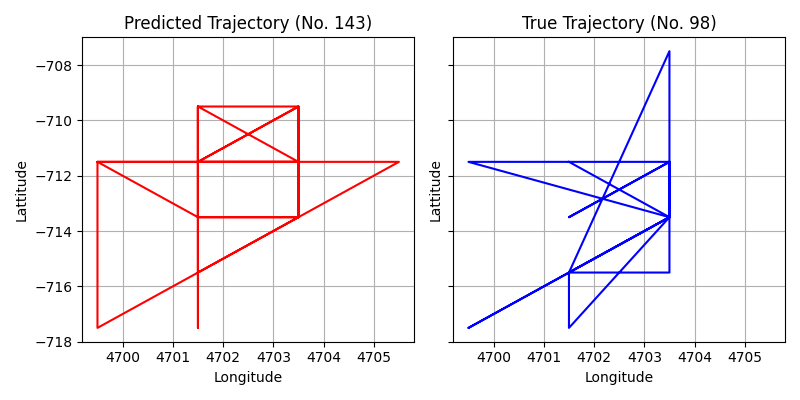 Predicted Trajectory (No. 143)
True Trajectory (No. 98)
Lattitude
−708
−710
−712
−714
−716
−718
4700 4701 4702 4703 4704 4705
Longitude
Lattitude
4700 4701 4702 4703 4704 4705
Longitude